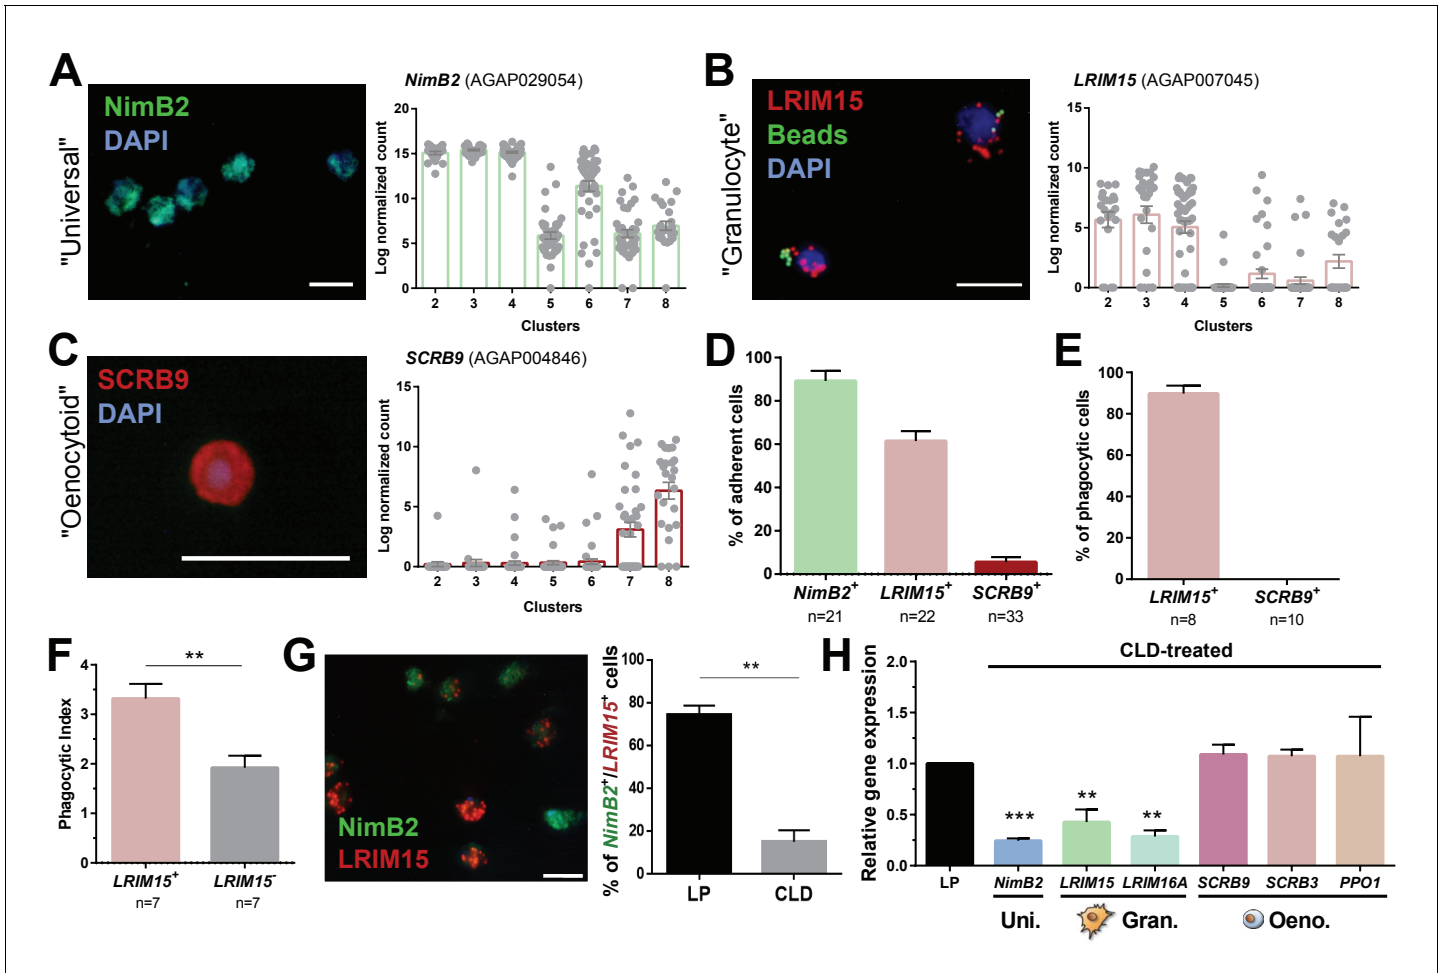 A
NimB2
DAPI
"Universal"
NimB2 (AGAP029054)
Log normalized count
20
15
10
5
0
2 3 4 5 6 7 8
Clusters
B
LRIM15
Beads
DAPI
"Granulocyte"
LRIM15 (AGAP007045)
Log normalized count
15
10
5
0
2 3 4 5 6 7 8
Clusters
C
SCRB9
DAPI
"Oenocytoid"
SCRB9 (AGAP004846)
Log normalized count
15
10
5
0
2 3 4 5 6 7 8
Clusters
D
% of adherent cells
100
80
60
40
20
0
NimB2+ LRIM15+ SCRB9+
n=21 n=22 n=33
E
% of phagocytic cells
100
80
60
40
20
0
LRIM15+ SCRB9+
n=8 n=10
F
Phagocytic Index
4
3
2
1
0
**
LRIM15+ LRIM15-
n=7 n=7
G
NimB2
LRIM15
% of NimB2+/LRIM15+ cells
100
80
60
40
20
0
**
LP CLD
H
CLD-treated
Relative gene expression
2.0
1.5
1.0
0.5
0.0
*** ** **
LP NimB2 LRIM15 LRIM16A SCRB9 SCRB3 PPO1
Uni. Gran. Oeno.